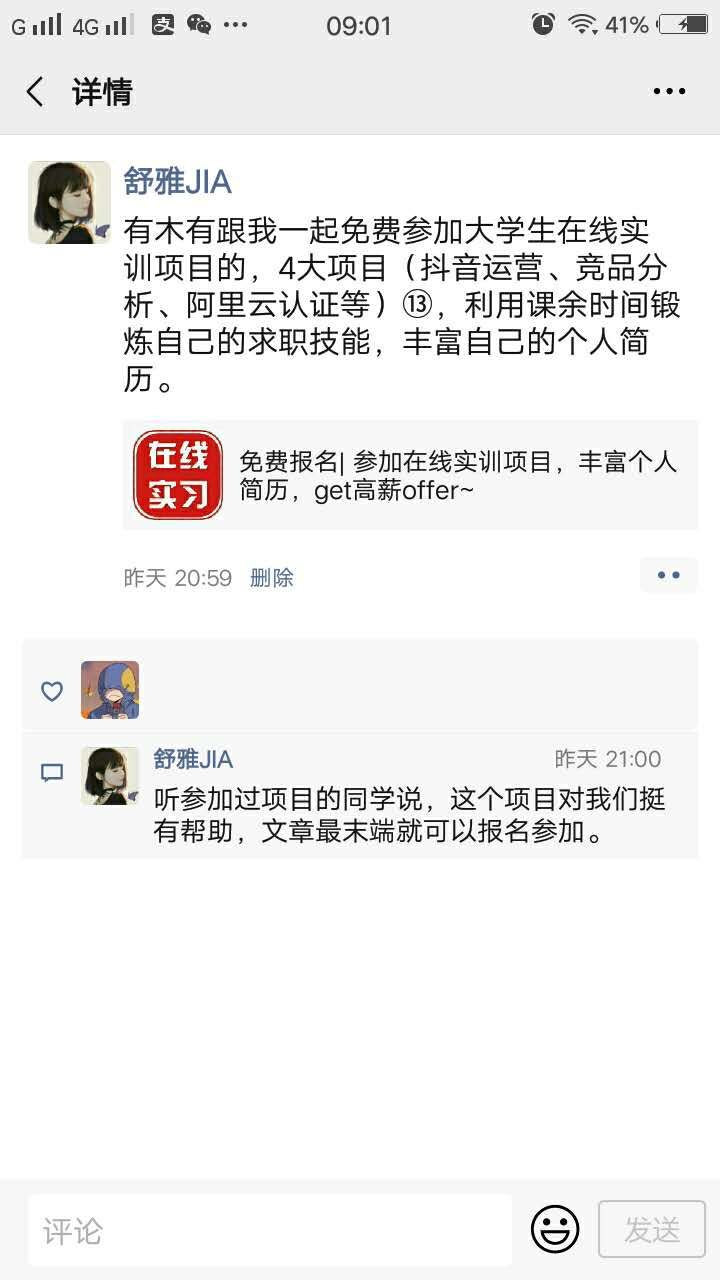 G 4G 支 09:01 41%
详情
舒雅JIA
有木有跟我一起免费参加大学生在线实
训项目的，4大项目（抖音运营、竞品分
析、阿里云认证等）⑬，利用课余时间锻
炼自己的求职技能，丰富自己的个人简
历。
在线
实习
免费报名| 参加在线实训项目，丰富个人
简历，get高薪offer~
昨天 20:59 删除
舒雅JIA 昨天 21:00
听参加过项目的同学说，这个项目对我们挺
有帮助，文章最末端就可以报名参加。
评论 发送